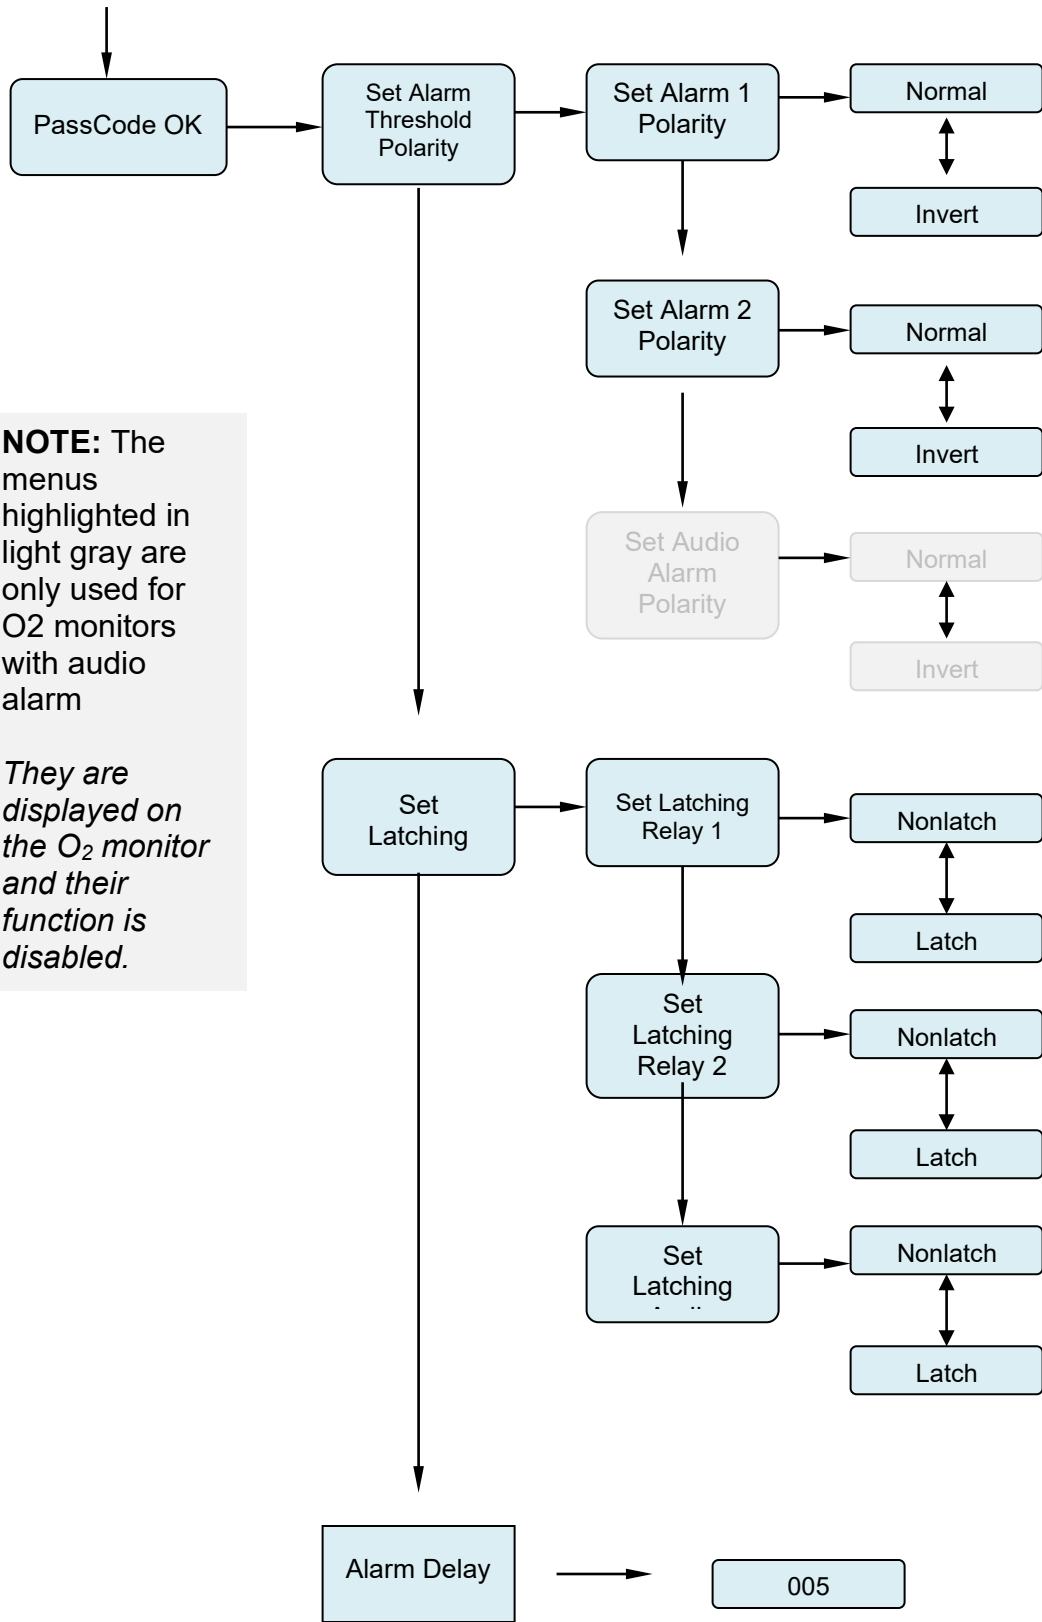 PassCode OK
Set Alarm
Threshold
Polarity
Set Alarm 1
Polarity
Normal
Invert
Set Alarm 2
Polarity
Normal
Invert
Set Audio
Alarm
Polarity
Normal
Invert
NOTE: The
menus
highlighted in
light gray are
only used for
O2 monitors
with audio
alarm
They are
displayed on
the O₂ monitor
and their
function is
disabled.
Set
Latching
Set Latching
Relay 1
Nonlatch
Latch
Set
Latching
Relay 2
Nonlatch
Latch
Set
Latching
Nonlatch
Latch
Alarm Delay
005